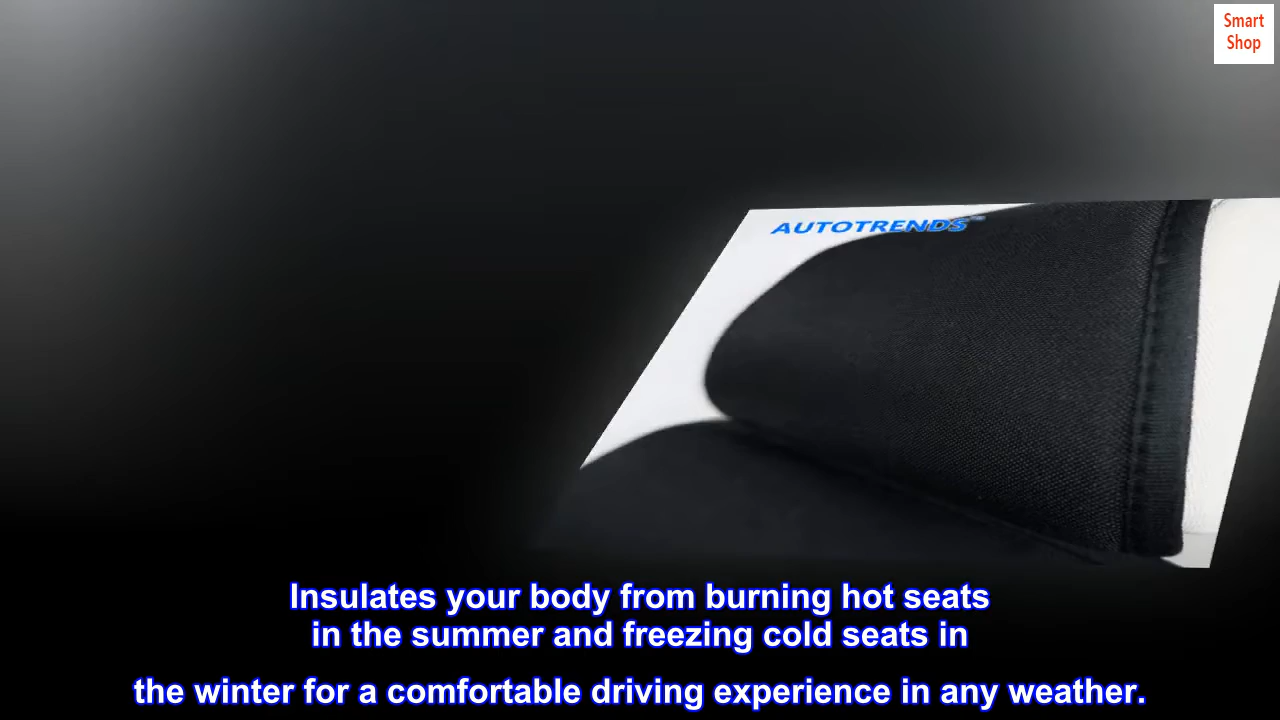 Smart
Shop
AUTOTRENDS™
Insulates your body from burning hot seats
in the summer and freezing cold seats in
the winter for a comfortable driving experience in any weather.